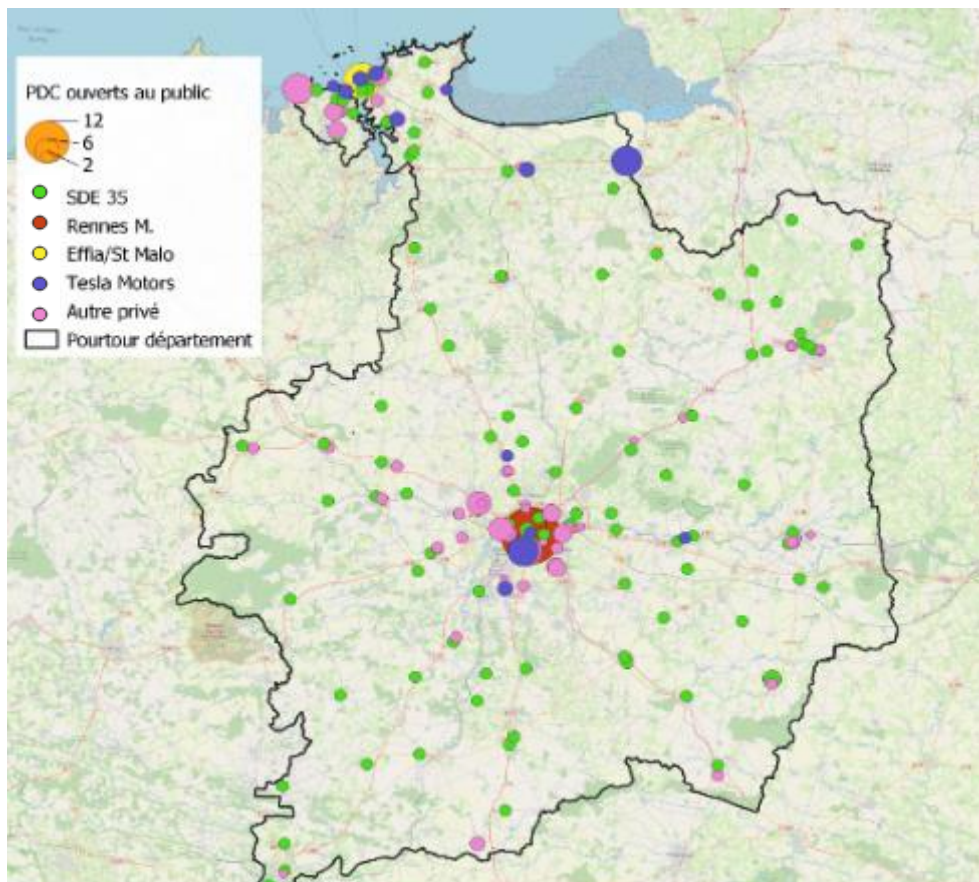 PDC ouverts au public
12
6
2
SDE 35
Rennes M.
Effia/St Malo
Tesla Motors
Autre privé
Pourtour département